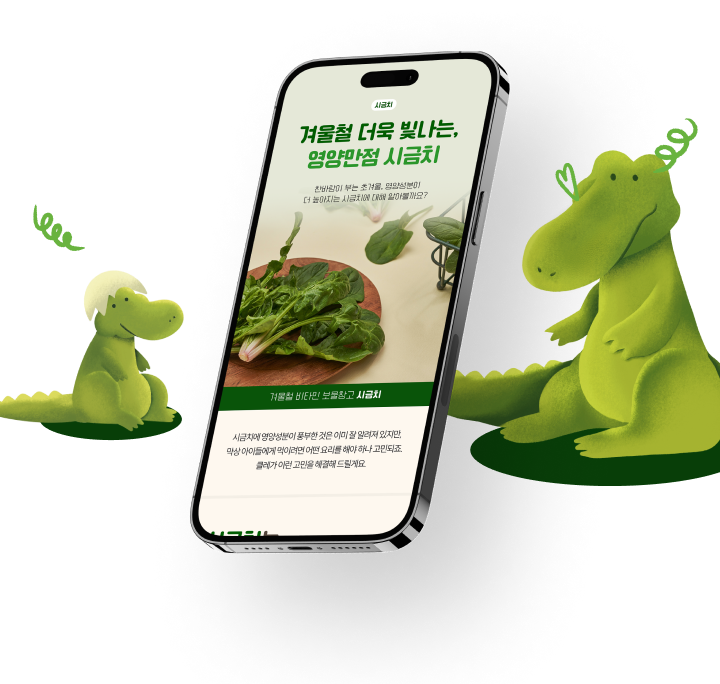 시금치
겨울철 더욱 빛나는,
영양만점 시금치
찬바람이 부는 초겨울, 영양성분이
더 높아지는 시금치에 대해 알아볼까요?
겨울철 비타민 보물창고 시금치
시금치에 영양성분이 풍부한 것은 이미 잘 알려져 있지만,
막상 아이들에게 먹이려면 어떤 요리를 해야 하나 고민되죠.
클레가 이런 고민을 해결해 드릴게요.